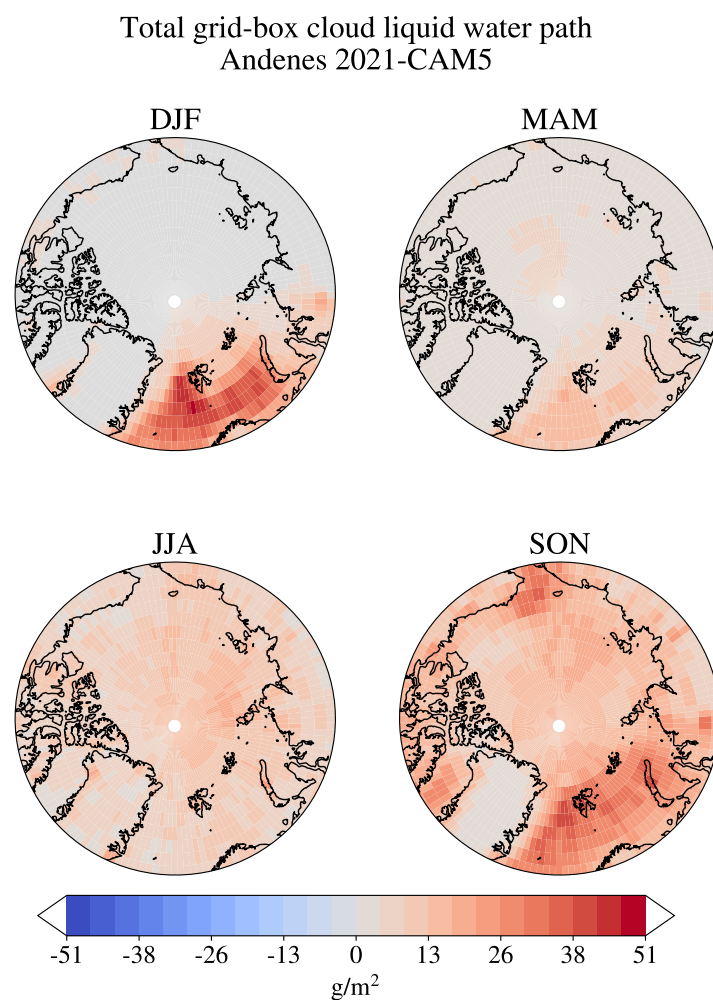 Total grid-box cloud liquid water path
Andenes 2021-CAM5
DJF
MAM
JJA
SON
-51 -38 -26 -13 0 13 26 38 51
g/m²